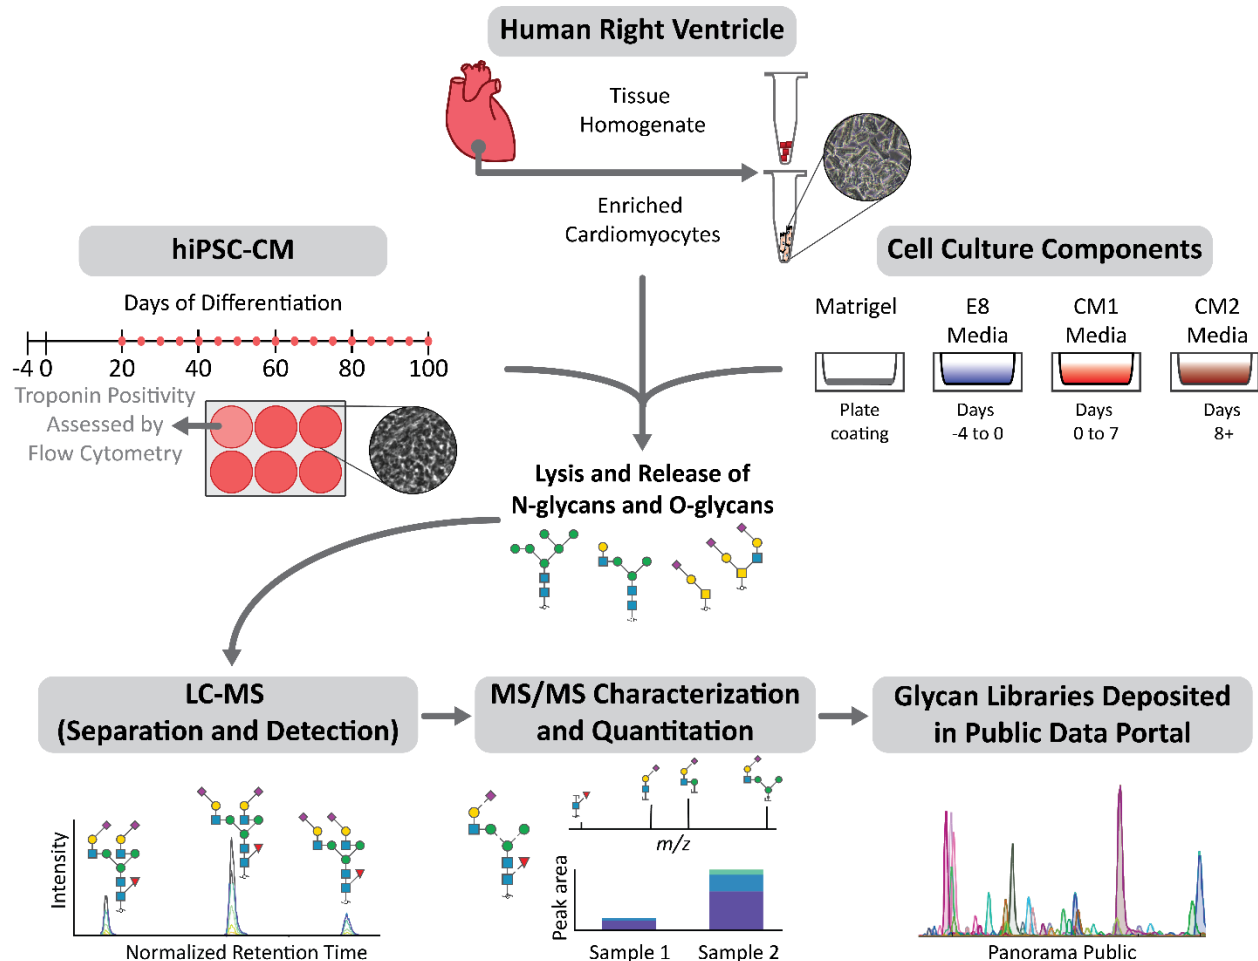 Human Right Ventricle
Tissue
Homogenate
Enriched
Cardiomyocytes
hiPSC-CM
Days of Differentiation
-4 0 20 40 60 80 100
Troponin Positivity
Assessed by
Flow Cytometry
Cell Culture Components
Matrigel
E8
Media
CM1
Media
CM2
Media
Plate
coating
Days
-4 to 0
Days
0 to 7
Days
8+
Lysis and Release of
N-glycans and O-glycans
LC-MS
(Separation and Detection)
MS/MS Characterization
and Quantitation
Glycan Libraries Deposited
in Public Data Portal
Intensity
Normalized Retention Time
m/z
Peak area
Sample 1
Sample 2
Panorama Public